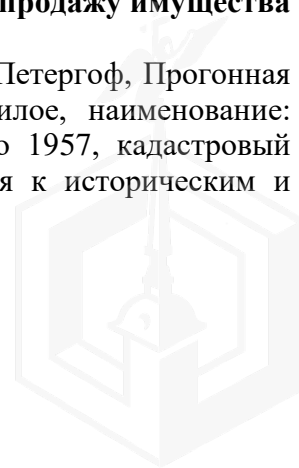 продажу имущества
Петергоф, Прогонная
илое, наименование:
о 1957, кадастровый
я к историческим и